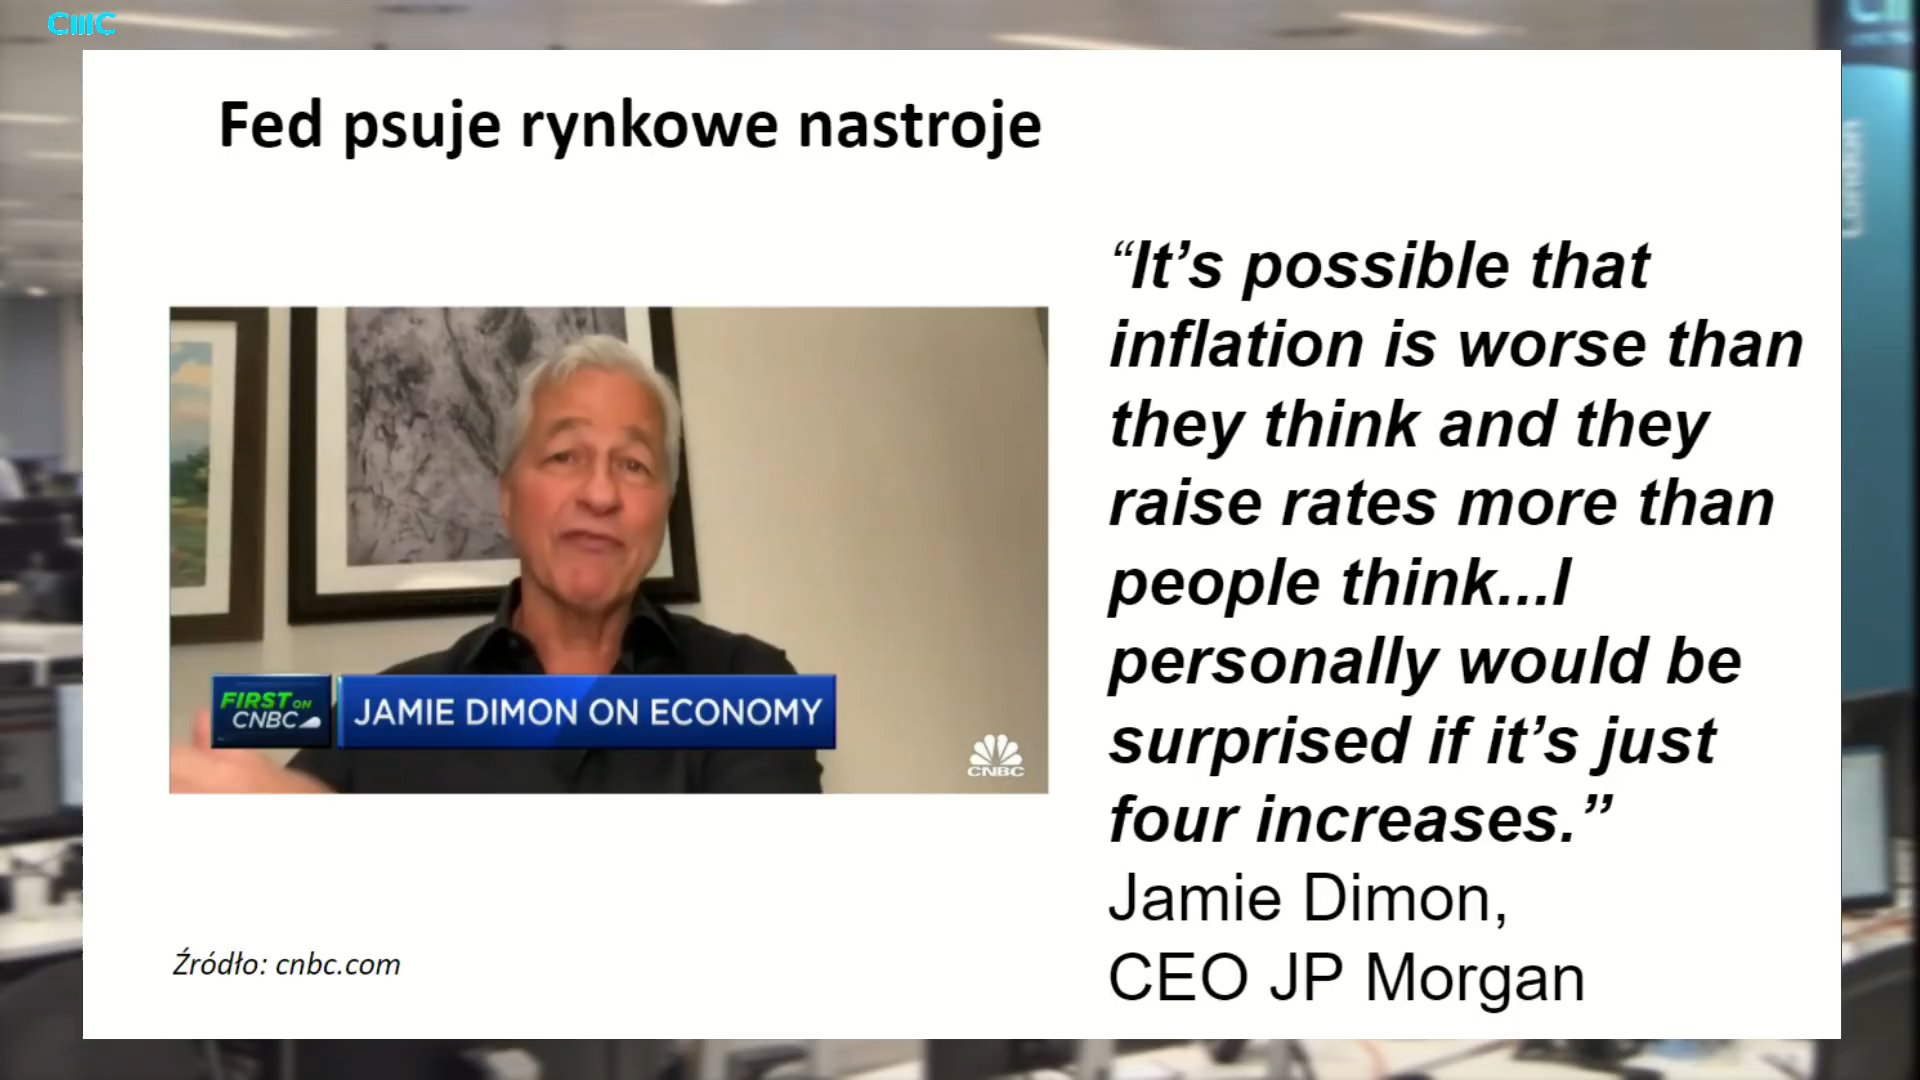 CMC
Fed psuje rynkowe nastroje
“It’s possible that
inflation is worse than
they think and they
raise rates more than
people think...I
personally would be
surprised if it’s just
four increases.”
Jamie Dimon,
CEO JP Morgan
FIRST ON
CNBC
JAMIE DIMON ON ECONOMY
CNBC
Źródło: cnbc.com
London